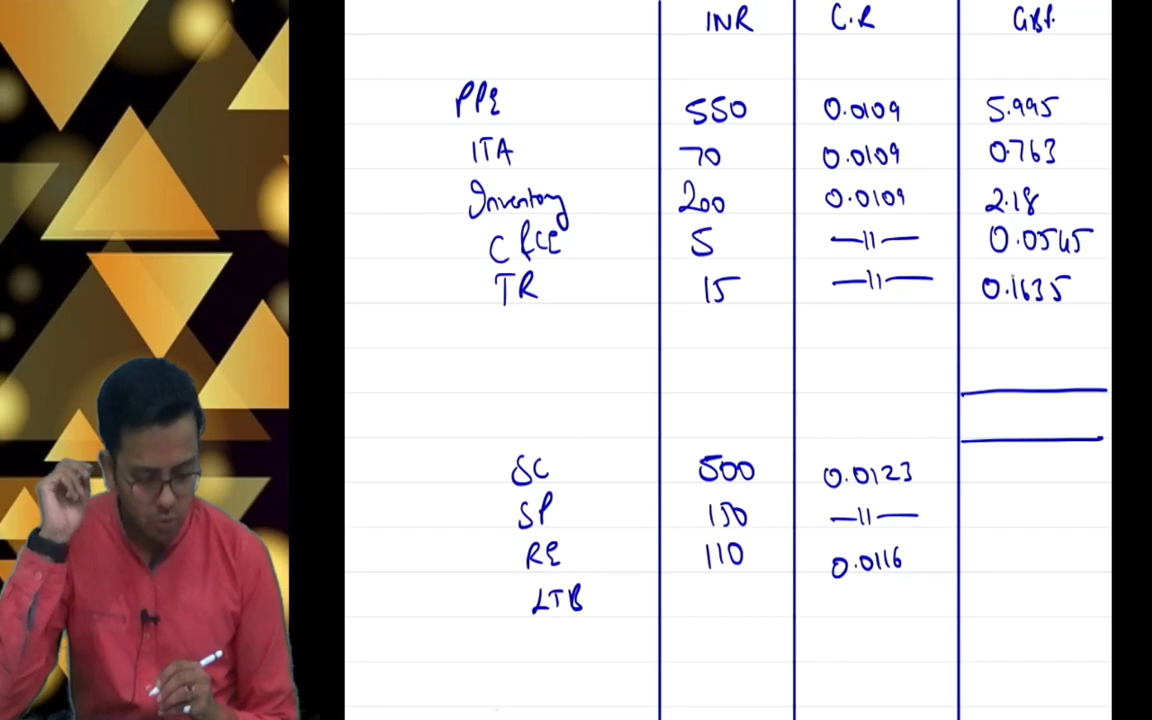 INR C.R GBP.
PPE 550 0.0109 5.995
ITA 70 0.0109 0.763
Inventory 200 0.0109 2.18
C & CE 5 —11— 0.0545
TR 15 —11— 0.1635
SC 500 0.0123
SP 150 —11—
RE 110 0.0116
LTB